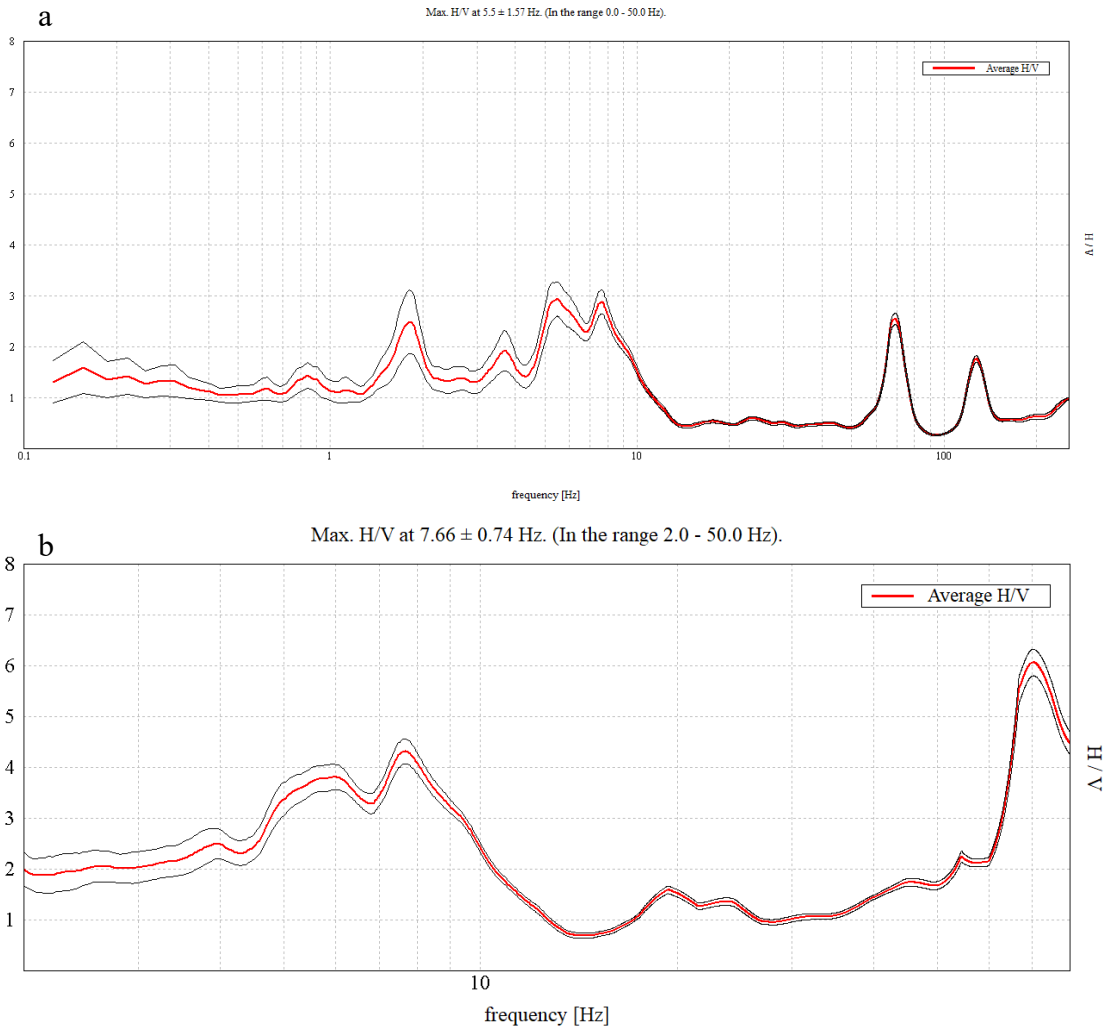 a
Max. H/V at 5.5 ± 1.57 Hz. (In the range 0.0 - 50.0 Hz).
8
Average H/V
7
6
5
4
H / V
3
2
1
0.1 1 10 100
frequency [Hz]
b
Max. H/V at 7.66 ± 0.74 Hz. (In the range 2.0 - 50.0 Hz).
8
Average H/V
7
6
5
4
H / V
3
2
1
10
frequency [Hz]